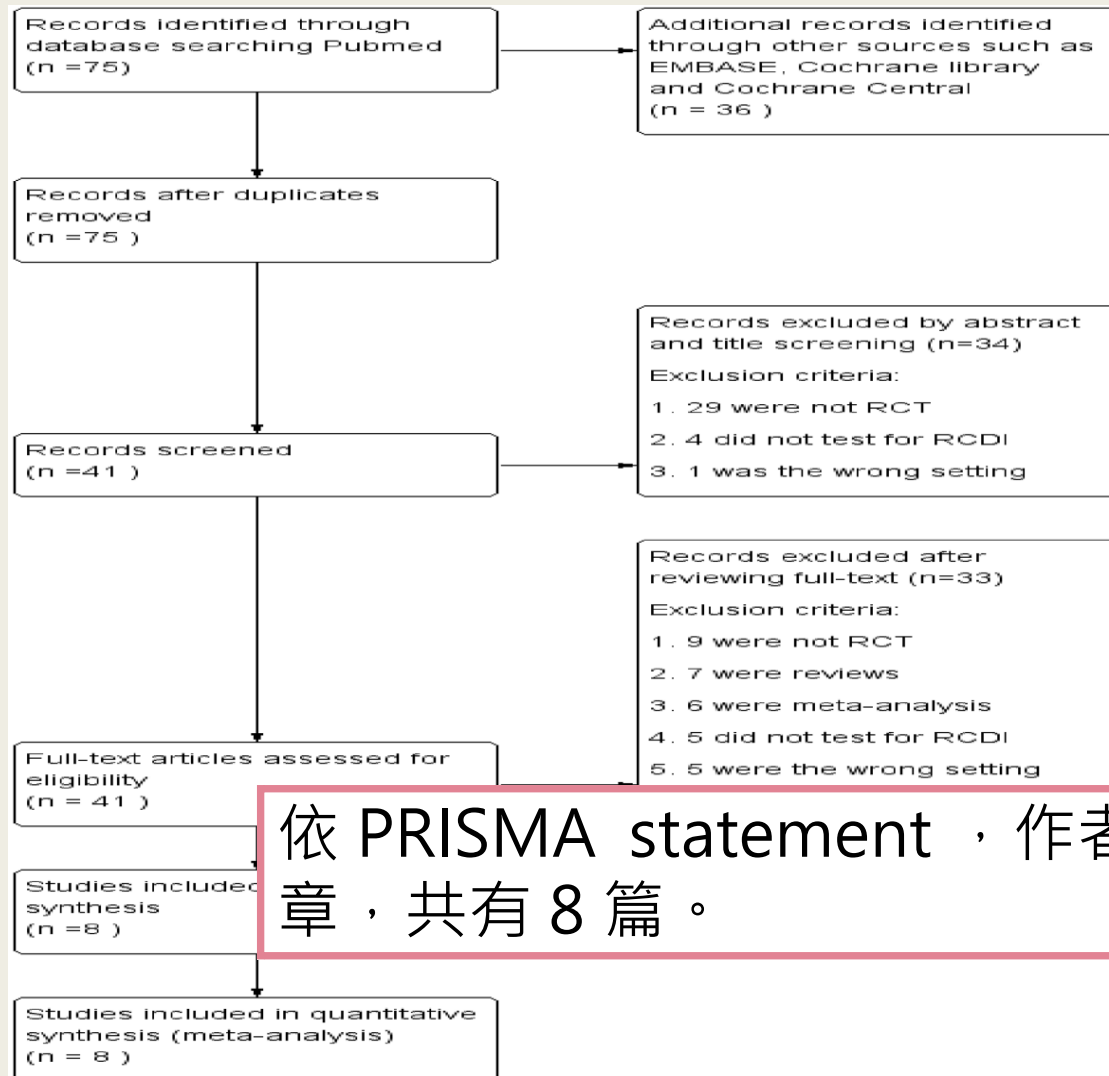 Records identified through
database searching Pubmed
(n =75)
Additional records identified
through other sources such as
EMBASE, Cochrane library
and Cochrane Central
(n = 36 )
Records after duplicates
removed
(n =75 )
Records excluded by abstract
and title screening (n=34)
Exclusion criteria:
1. 29 were not RCT
2. 4 did not test for RCDI
3. 1 was the wrong setting
Records screened
(n =41 )
Records excluded after
reviewing full-text (n=33)
Exclusion criteria:
1. 9 were not RCT
2. 7 were reviews
3. 6 were meta-analysis
4. 5 did not test for RCDI
5. 5 were the wrong setting
Full-text articles assessed for
eligibility
(n = 41 )
依 PRISMA statement ，作者
章，共有 8 篇。
Studies included
synthesis
(n =8 )
Studies included in quantitative
synthesis (meta-analysis)
(n = 8 )